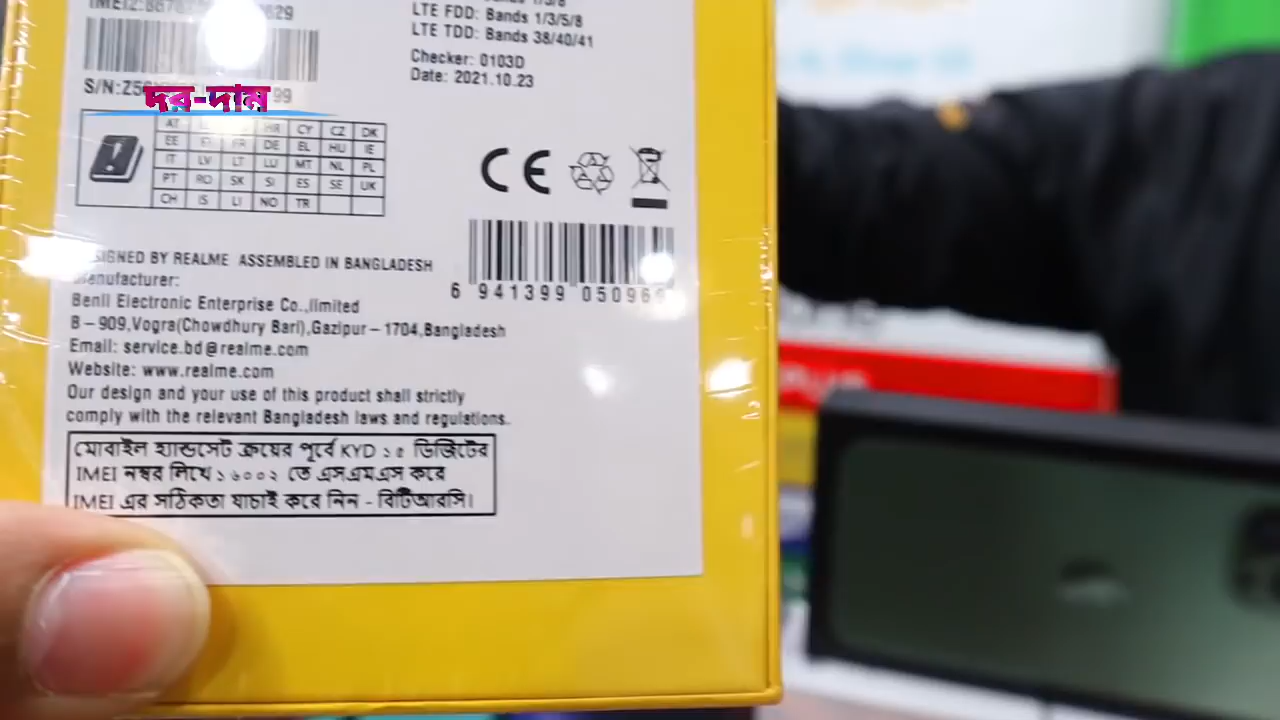 LTE FDD: Bands 1/3/5/8
LTE TDD: Bands 38/40/41
Checker: 0103D
Date: 2021.10.23
দর-দাম
AT HR CY CZ DK
EE FI FR DE EL HU IE
IT LV LT LU MT NL PL
PT RO SK SI ES SE UK
CH IS LI NO TR
CE
6 941399 05096
BY REALME ASSEMBLED IN BANGLADESH
Manufacturer:
Benli Electronic Enterprise Co.,limited
B-909,Vogra(Chowdhury Bari),Gazipur-1704,Bangladesh
Email: service.bd@realme.com
Website: www.realme.com
Our design and your use of this product shall strictly
comply with the relevant Bangladesh laws and regulations.
মোবাইল হ্যান্ডসেট ক্রয়ের পূর্বে KYD ১৫ ডিজিটের
IMEI নম্বর লিখে ১৬০০২ তে এসএমএস করে
IMEI এর সঠিকতা যাচাই করে নিন - বিটিআরসি।